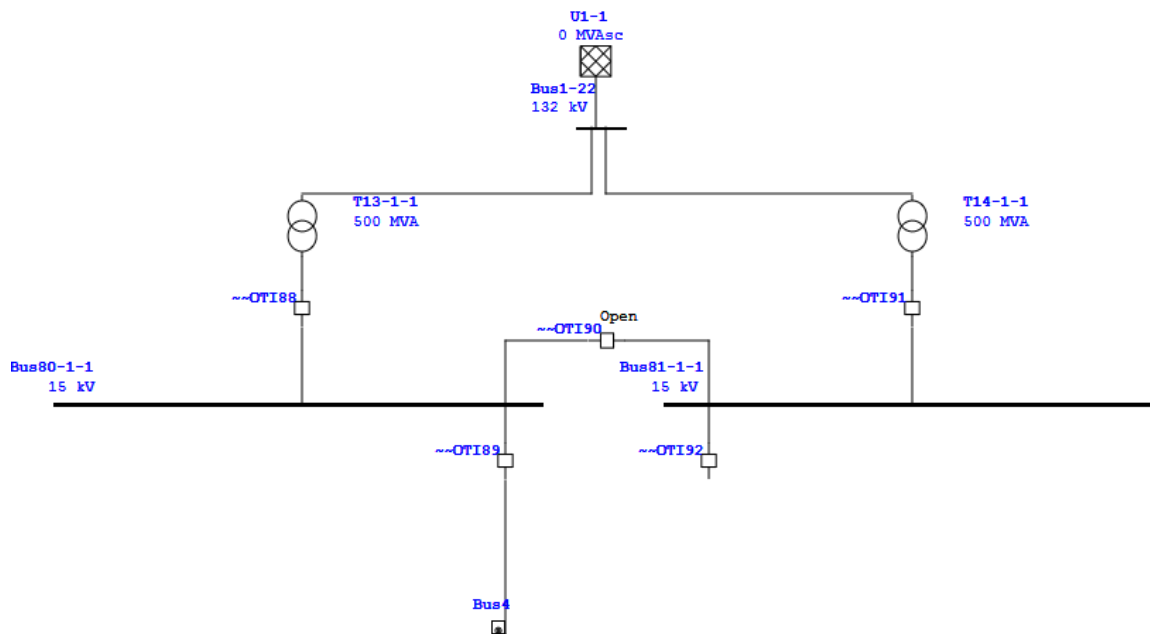 U1-1
0 MVAsc
Bus1-22
132 kV
T13-1-1
500 MVA
T14-1-1
500 MVA
~~OTI88
~~OTI91
Open
~~OTI90
Bus80-1-1
15 kV
Bus81-1-1
15 kV
~~OTI89
~~OTI92
Bus4